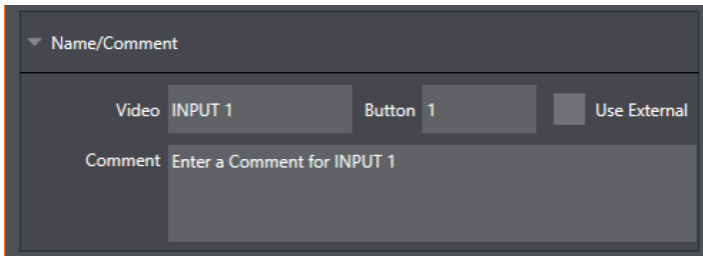 Name/Comment
Video INPUT 1 Button 1 Use External
Comment Enter a Comment for INPUT 1